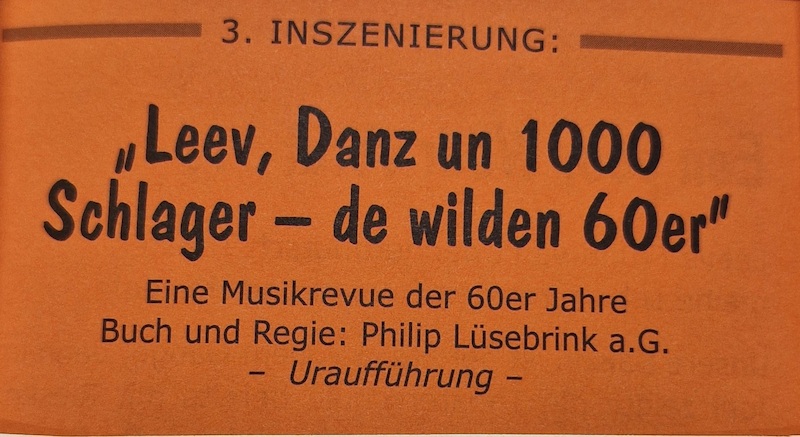 3. INSZENIERUNG:
„Leev, Danz un 1000
Schlager – de wilden 60er"
Eine Musikrevue der 60er Jahre
Buch und Regie: Philip Lüsebrink a.G.
– Uraufführung –